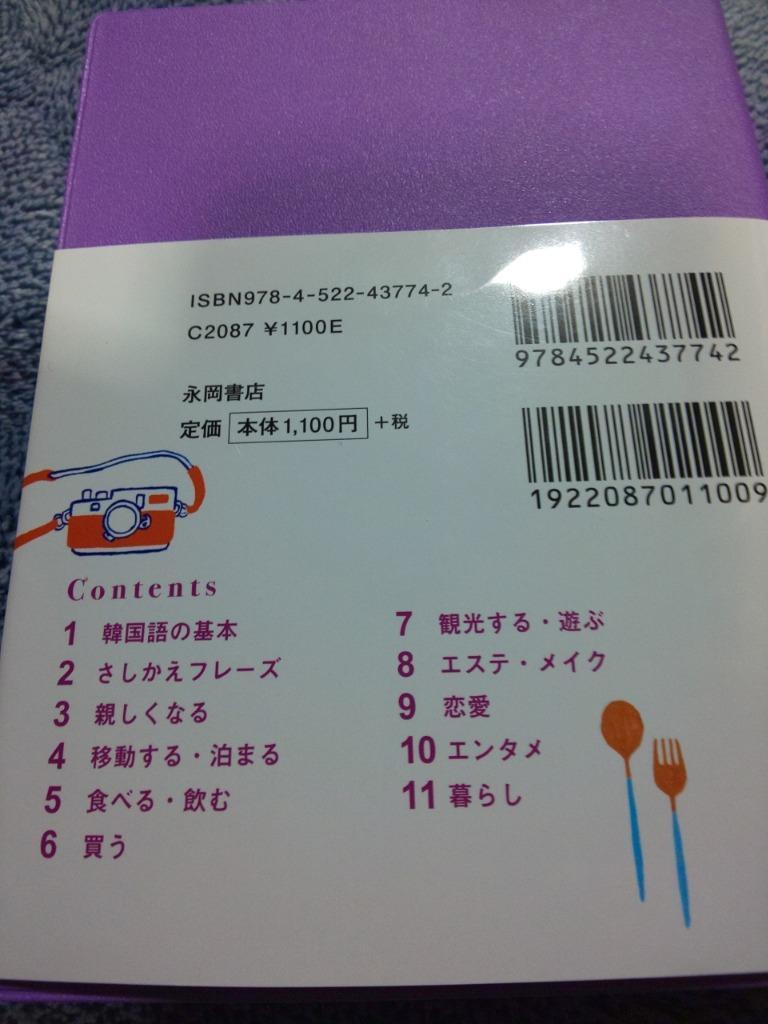 ISBN978-4-522-43774-2
C2087 ¥1100E
9784522437742
永岡書店
定価 本体1,100円 +税
1922087011009
Contents
1 韓国語の基本
2 さしかえフレーズ
3 親しくなる
4 移動する・泊まる
5 食べる・飲む
6 買う
7 観光する・遊ぶ
8 エステ・メイク
9 恋愛
10 エンタメ
11 暮らし